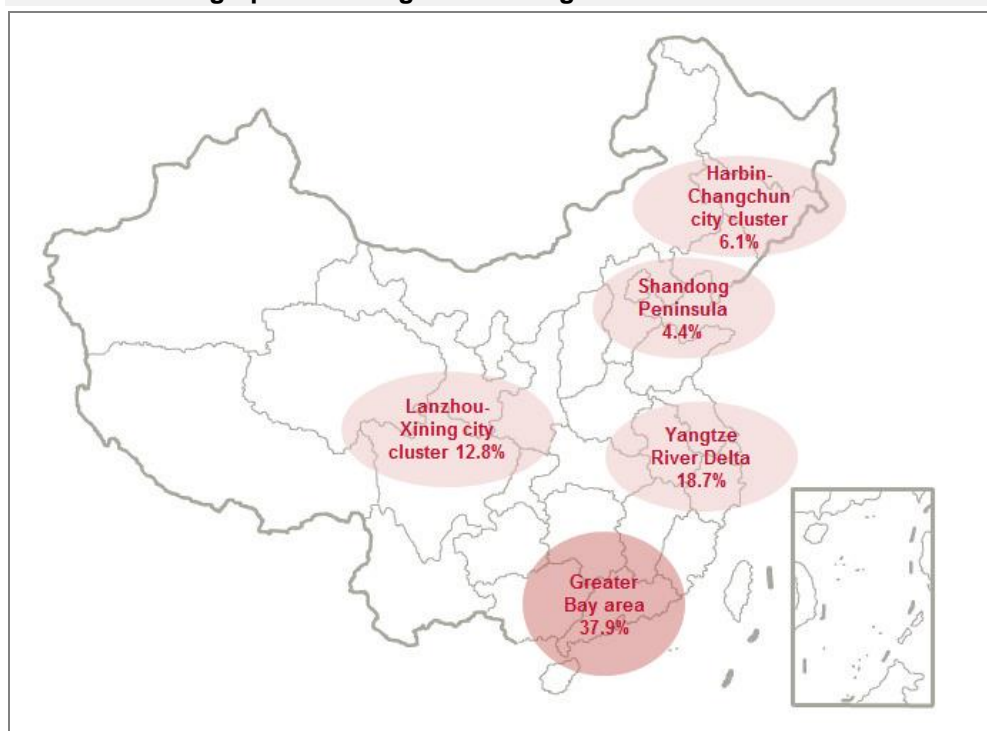 Harbin-
Changchun
city cluster
6.1%
Shandong
Peninsula
4.4%
Lanzhou-
Xining city
cluster 12.8%
Yangtze
River Delta
18.7%
Greater
Bay area
37.9%